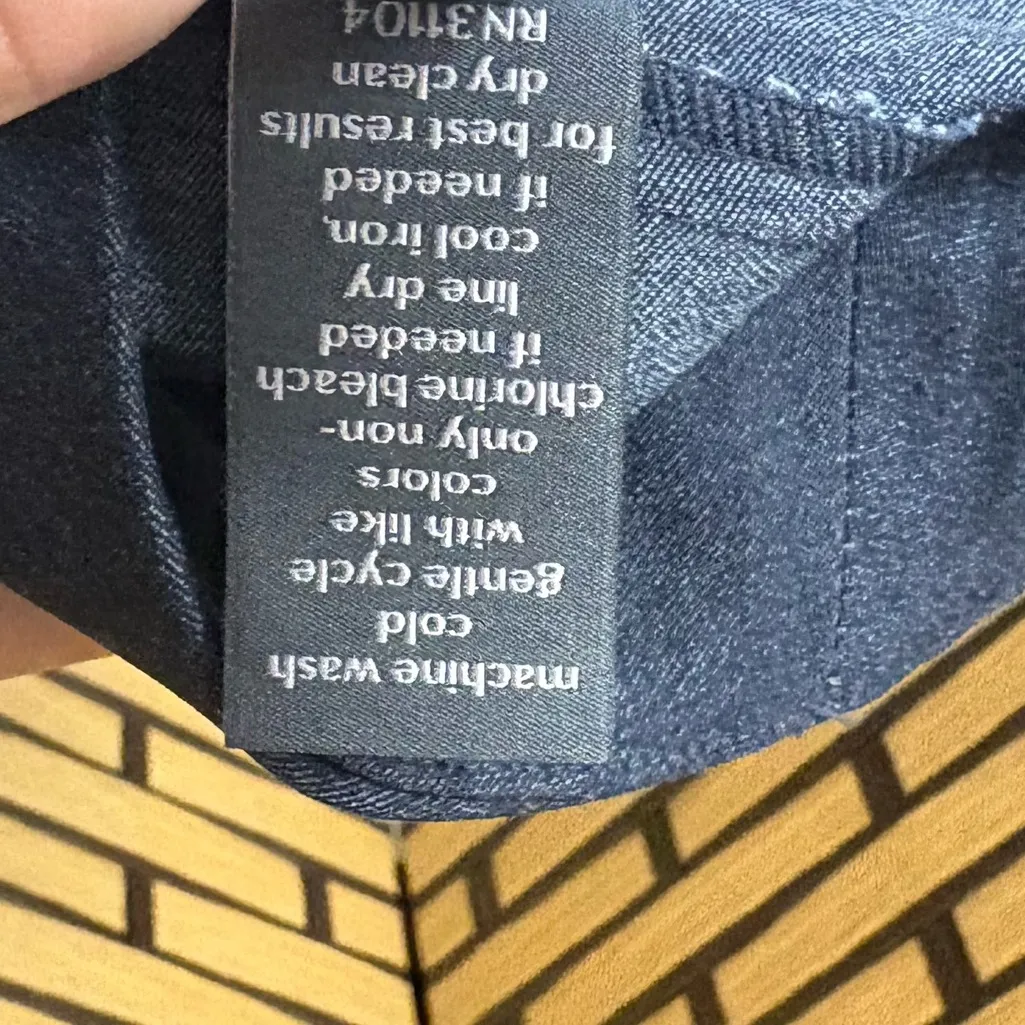 machine wash
cold
gentle cycle
with like
colors
only non-
chlorine bleach
if needed
line dry
cool iron,
if needed
for best results
dry clean
RN31104